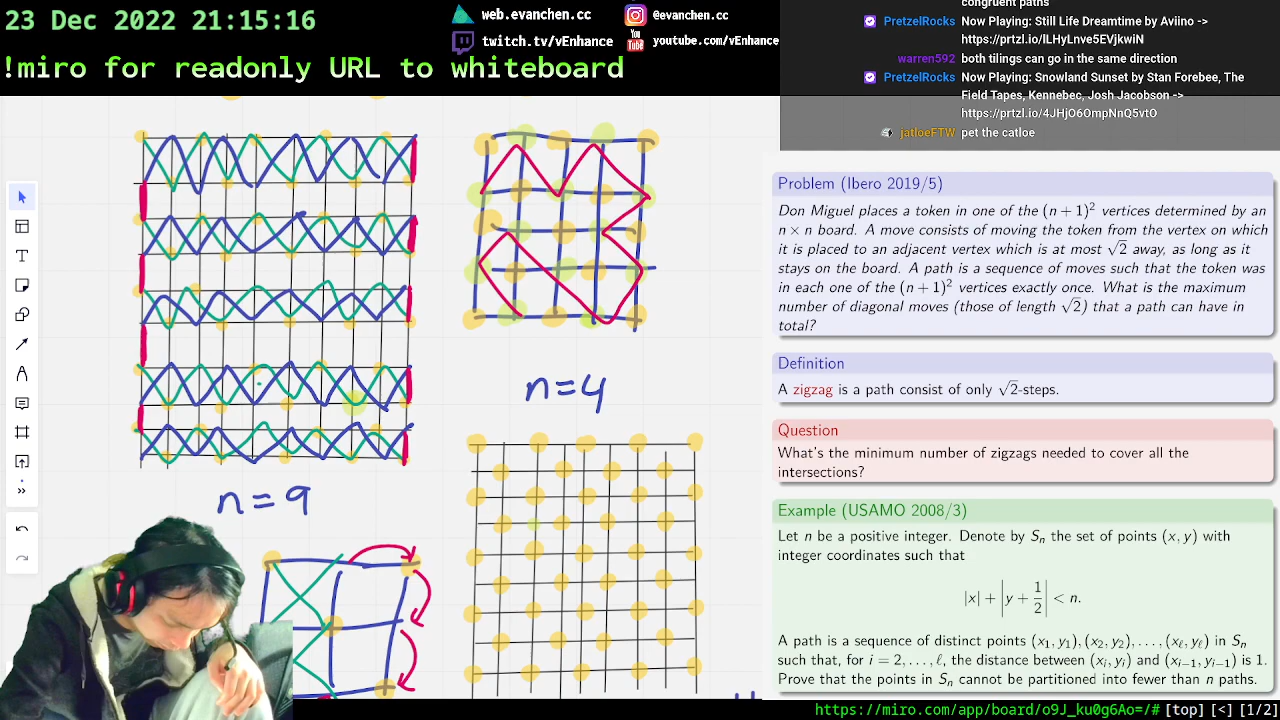 23 Dec 2022 21:15:16
web.evanchen.cc
@evanchen.cc
twitch.tv/vEnhance
youtube.com/vEnhance
!miro for readonly URL to whiteboard
congruent paths
PretzelRocks Now Playing: Still Life Dreamtime by Aviino ->
https://prtzl.io/ILHyLnve5EVjkwiN
warren592 both tilings can go in the same direction
PretzelRocks Now Playing: Snowland Sunset by Stan Forebee, The
Field Tapes, Kennebec, Josh Jacobson ->
https://prtzl.io/4JHjO6OmpNnQ5vtO
jatloeFTW pet the catloe
n=4
n=9
Problem (Ibero 2019/5)
Don Miguel places a token in one of the (n + 1)² vertices determined by an
n × n board. A move consists of moving the token from the vertex on which
it is placed to an adjacent vertex which is at most √2 away, as long as it
stays on the board. A path is a sequence of moves such that the token was
in each one of the (n + 1)² vertices exactly once. What is the maximum
number of diagonal moves (those of length √2) that a path can have in
total?
Definition
A zigzag is a path consist of only √2-steps.
Question
What's the minimum number of zigzags needed to cover all the
intersections?
Example (USAMO 2008/3)
Let n be a positive integer. Denote by Sₙ the set of points (x, y) with
integer coordinates such that
|x| + |y + 1/2| < n.
A path is a sequence of distinct points (x₁, y₁), (x₂, y₂), . . . , (xₗ, yₗ) in Sₙ
such that, for i = 2, . . . , ℓ, the distance between (xᵢ, yᵢ) and (xᵢ₋₁, yᵢ₋₁) is 1.
Prove that the points in Sₙ cannot be partitioned into fewer than n paths.
https://miro.com/app/board/o9J_ku0g6Ao=/# [top] [<] [1/2]